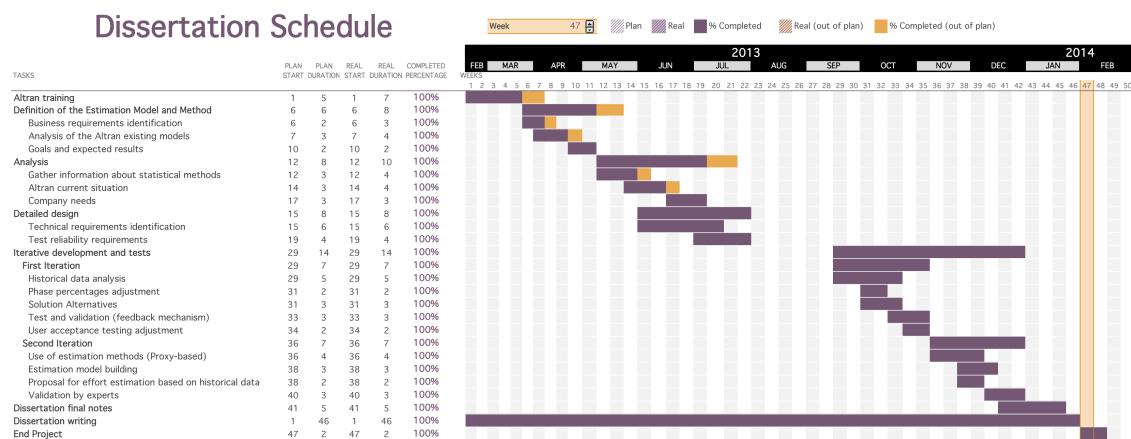 Dissertation Schedule
Week 47 Plan Real % Completed Real (out of plan) % Completed (out of plan)
2013 2014
PLAN PLAN REAL REAL COMPLETED FEB MAR APR MAY JUN JUL AUG SEP OCT NOV DEC JAN FEB
TASKS START DURATION START DURATION PERCENTAGE WEEKS
1 2 3 4 5 6 7 8 9 10 11 12 13 14 15 16 17 18 19 20 21 22 23 24 25 26 27 28 29 30 31 32 33 34 35 36 37 38 39 40 41 42 43 44 45 46 47 48 49 50
Altran training 1 5 1 7 100%
Definition of the Estimation Model and Method 6 6 6 8 100%
Business requirements identification 6 2 6 3 100%
Analysis of the Altran existing models 7 3 7 4 100%
Goals and expected results 10 2 10 2 100%
Analysis 12 8 12 10 100%
Gather information about statistical methods 12 3 12 4 100%
Altran current situation 14 3 14 4 100%
Company needs 17 3 17 3 100%
Detailed design 15 8 15 8 100%
Technical requirements identification 15 6 15 6 100%
Test reliability requirements 19 4 19 4 100%
Iterative development and tests 29 14 29 14 100%
First Iteration 29 7 29 7 100%
Historical data analysis 29 5 29 5 100%
Phase percentages adjustment 31 2 31 2 100%
Solution Alternatives 31 3 31 3 100%
Test and validation (feedback mechanism) 33 3 33 3 100%
User acceptance testing adjustment 34 2 34 2 100%
Second Iteration 36 7 36 7 100%
Use of estimation methods (Proxy-based) 36 4 36 4 100%
Estimation model building 38 3 38 3 100%
Proposal for effort estimation based on historical data 38 2 38 2 100%
Validation by experts 40 3 40 3 100%
Dissertation final notes 41 5 41 5 100%
Dissertation writing 1 46 1 46 100%
End Project 47 2 47 2 100%